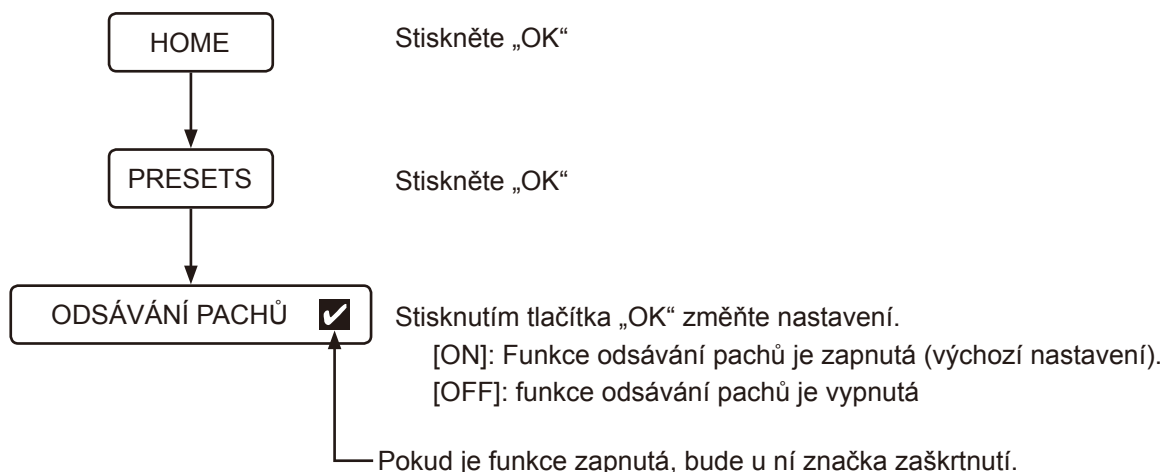 HOME
Stiskněte „OK“
PRESETS
Stiskněte „OK“
ODSÁVÁNÍ PACHŮ ✔
Stisknutím tlačítka „OK“ změňte nastavení.
[ON]: Funkce odsávání pachů je zapnutá (výchozí nastavení).
[OFF]: funkce odsávání pachů je vypnutá
Pokud je funkce zapnutá, bude u ní značka zaškrtnutí.